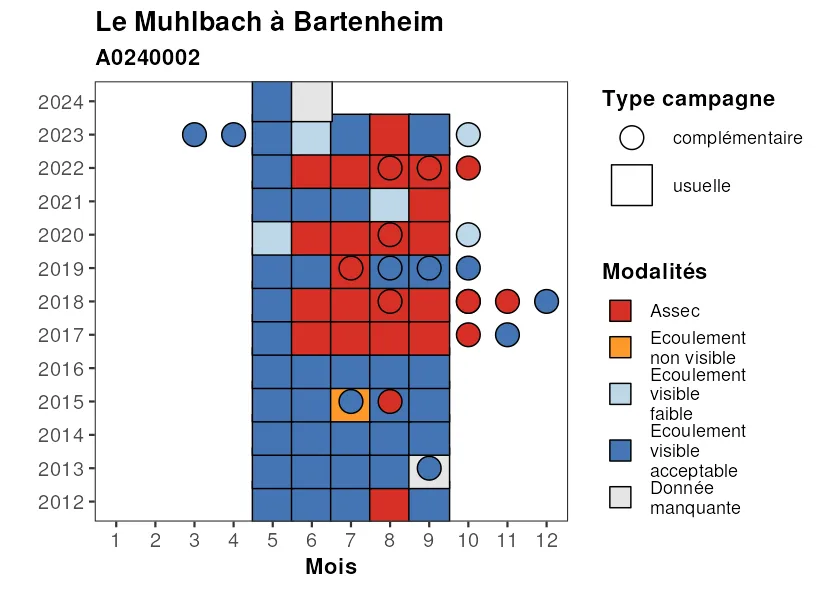 Le Muhlbach à Bartenheim
A0240002
2024
2023
2022
2021
2020
2019
2018
2017
2016
2015
2014
2013
2012
1 2 3 4 5 6 7 8 9 10 11 12
Mois
Type campagne
complémentaire
usuelle
Modalités
Assec
Ecoulement
non visible
Ecoulement
visible
faible
Ecoulement
visible
acceptable
Donnée
manquante